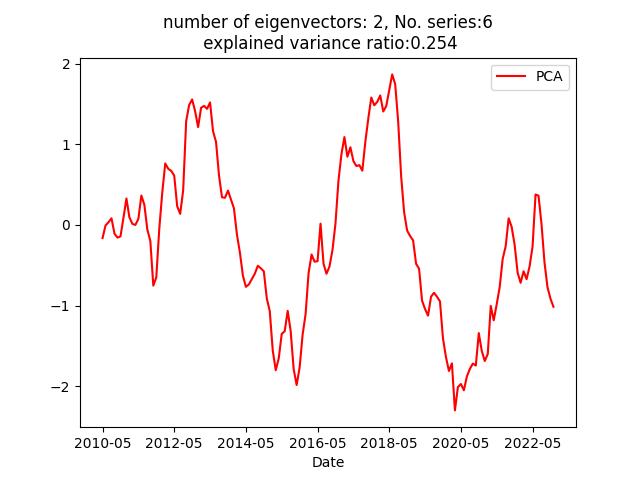 number of eigenvectors: 2, No. series:6
explained variance ratio:0.254
PCA
2
1
0
−1
−2
2010-05 2012-05 2014-05 2016-05 2018-05 2020-05 2022-05
Date